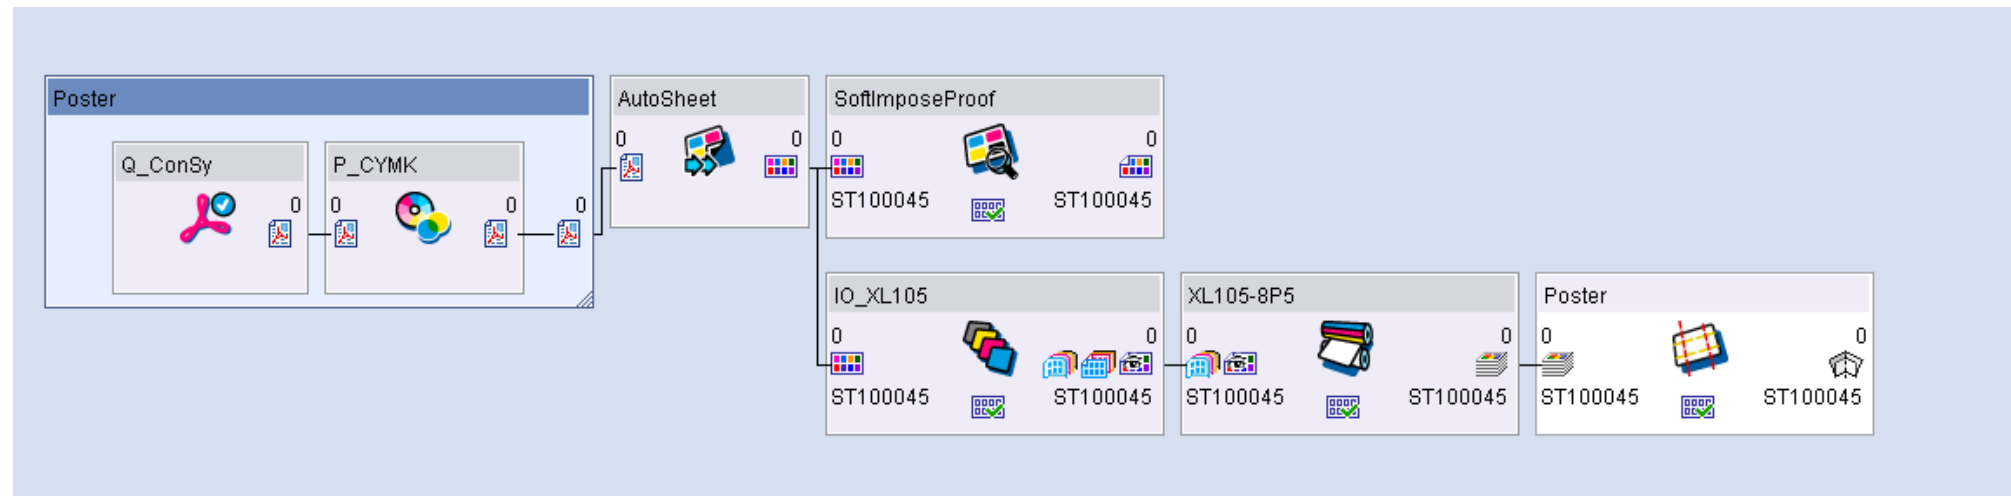 Poster
AutoSheet
SoftImposeProof
0 0
0 0
Q_ConSy
P_CYMK
0
0 0 0
ST100045 ST100045
IO_XL105
XL105-8P5
Poster
0 0
0 0
0 0
ST100045 ST100045
ST100045 ST100045
ST100045 ST100045